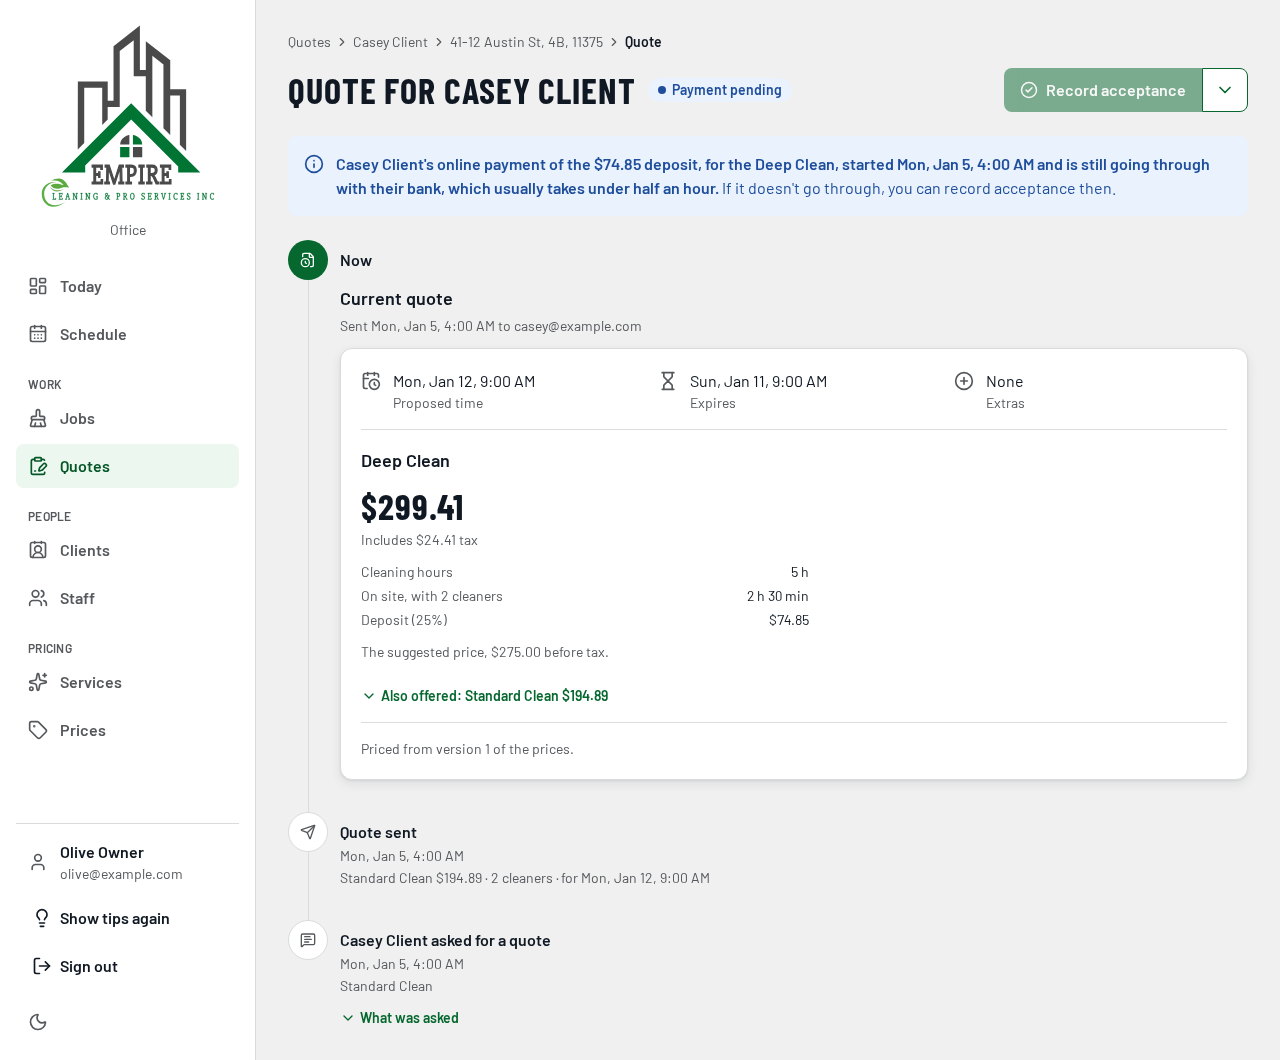 EMPIRE
LEANING & PRO SERVICES INC
Office
Today
Schedule
WORK
Jobs
Quotes
PEOPLE
Clients
Staff
PRICING
Services
Prices
Olive Owner
olive@example.com
Show tips again
Sign out
Quotes > Casey Client > 41-12 Austin St, 4B, 11375 > Quote
QUOTE FOR CASEY CLIENT
Payment pending
Record acceptance
Casey Client's online payment of the $74.85 deposit, for the Deep Clean, started Mon, Jan 5, 4:00 AM and is still going through
with their bank, which usually takes under half an hour. If it doesn't go through, you can record acceptance then.
Now
Current quote
Sent Mon, Jan 5, 4:00 AM to casey@example.com
Mon, Jan 12, 9:00 AM
Proposed time
Sun, Jan 11, 9:00 AM
Expires
None
Extras
Deep Clean
$299.41
Includes $24.41 tax
Cleaning hours 5 h
On site, with 2 cleaners 2 h 30 min
Deposit (25%) $74.85
The suggested price, $275.00 before tax.
Also offered: Standard Clean $194.89
Priced from version 1 of the prices.
Quote sent
Mon, Jan 5, 4:00 AM
Standard Clean $194.89 · 2 cleaners · for Mon, Jan 12, 9:00 AM
Casey Client asked for a quote
Mon, Jan 5, 4:00 AM
Standard Clean
What was asked